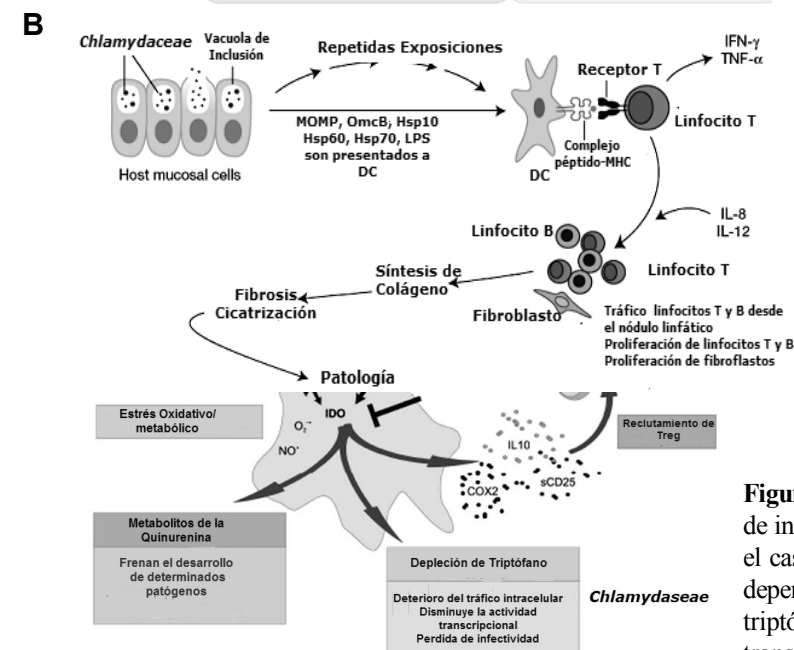 B
Chlamydaceae
Vacuola de
Inclusión
Host mucosal cells
Repetidas Exposiciones
MOMP, OmcB; Hsp10
Hsp60, Hsp70, LPS
son presentados a
DC
DC
Receptor T
Complejo
péptido-MHC
IFN-γ
TNF-α
Linfocito T
IL-8
IL-12
Linfocito B
Linfocito T
Fibroblasto
Tráfico linfocitos T y B desde
el nódulo linfático
Proliferación de linfocitos T y B
Proliferación de fibroflastos
Síntesis de
Colágeno
Fibrosis
Cicatrización
Patología
Estrés Oxidativo/
metabólico
IDO
O₂⁻
NO•
IL10
COX2
sCD25
Reclutamiento de
Treg
Metabolitos de la
Quinurenina
Frenan el desarrollo
de determinados
patógenos
Depleción de Triptófano
Deterioro del tráfico intracelular
Disminuye la actividad
transcripcional
Perdida de infectividad
Chlamydaseae
Figu
de in
el ca
depe
triptó